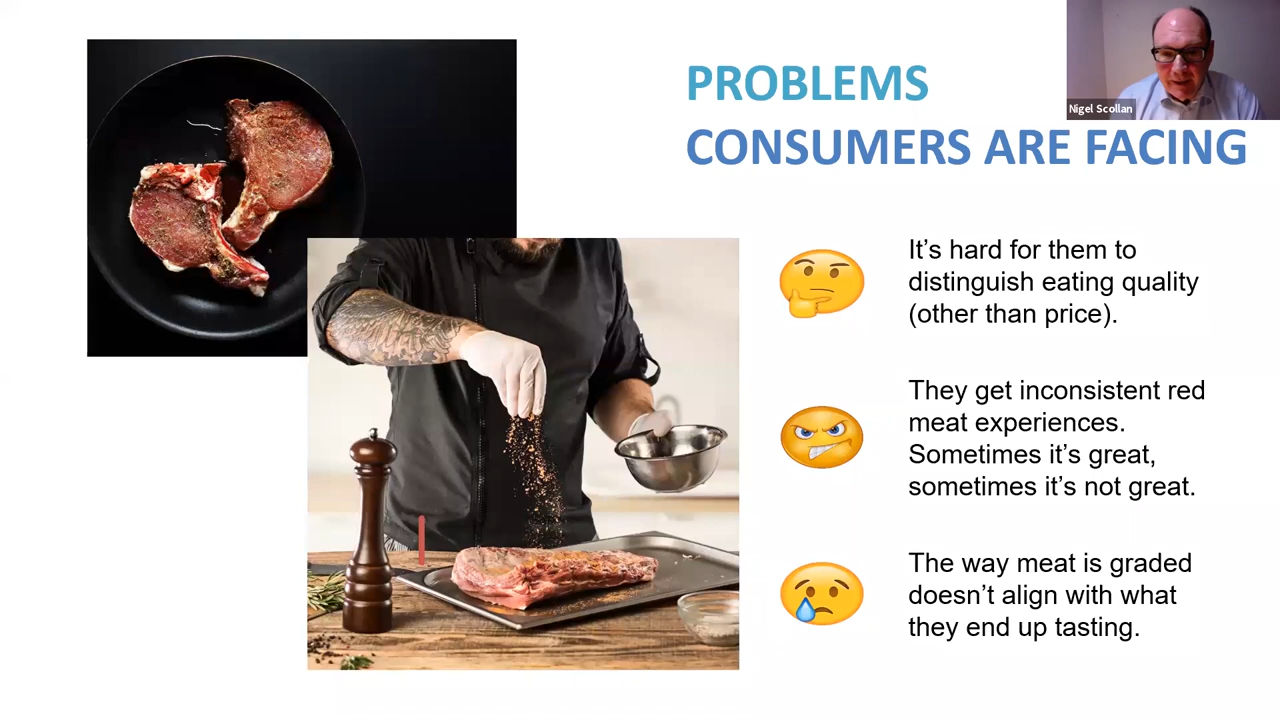 PROBLEMS
CONSUMERS ARE FACING
Nigel Scollan
It’s hard for them to
distinguish eating quality
(other than price).
They get inconsistent red
meat experiences.
Sometimes it’s great,
sometimes it’s not great.
The way meat is graded
doesn’t align with what
they end up tasting.